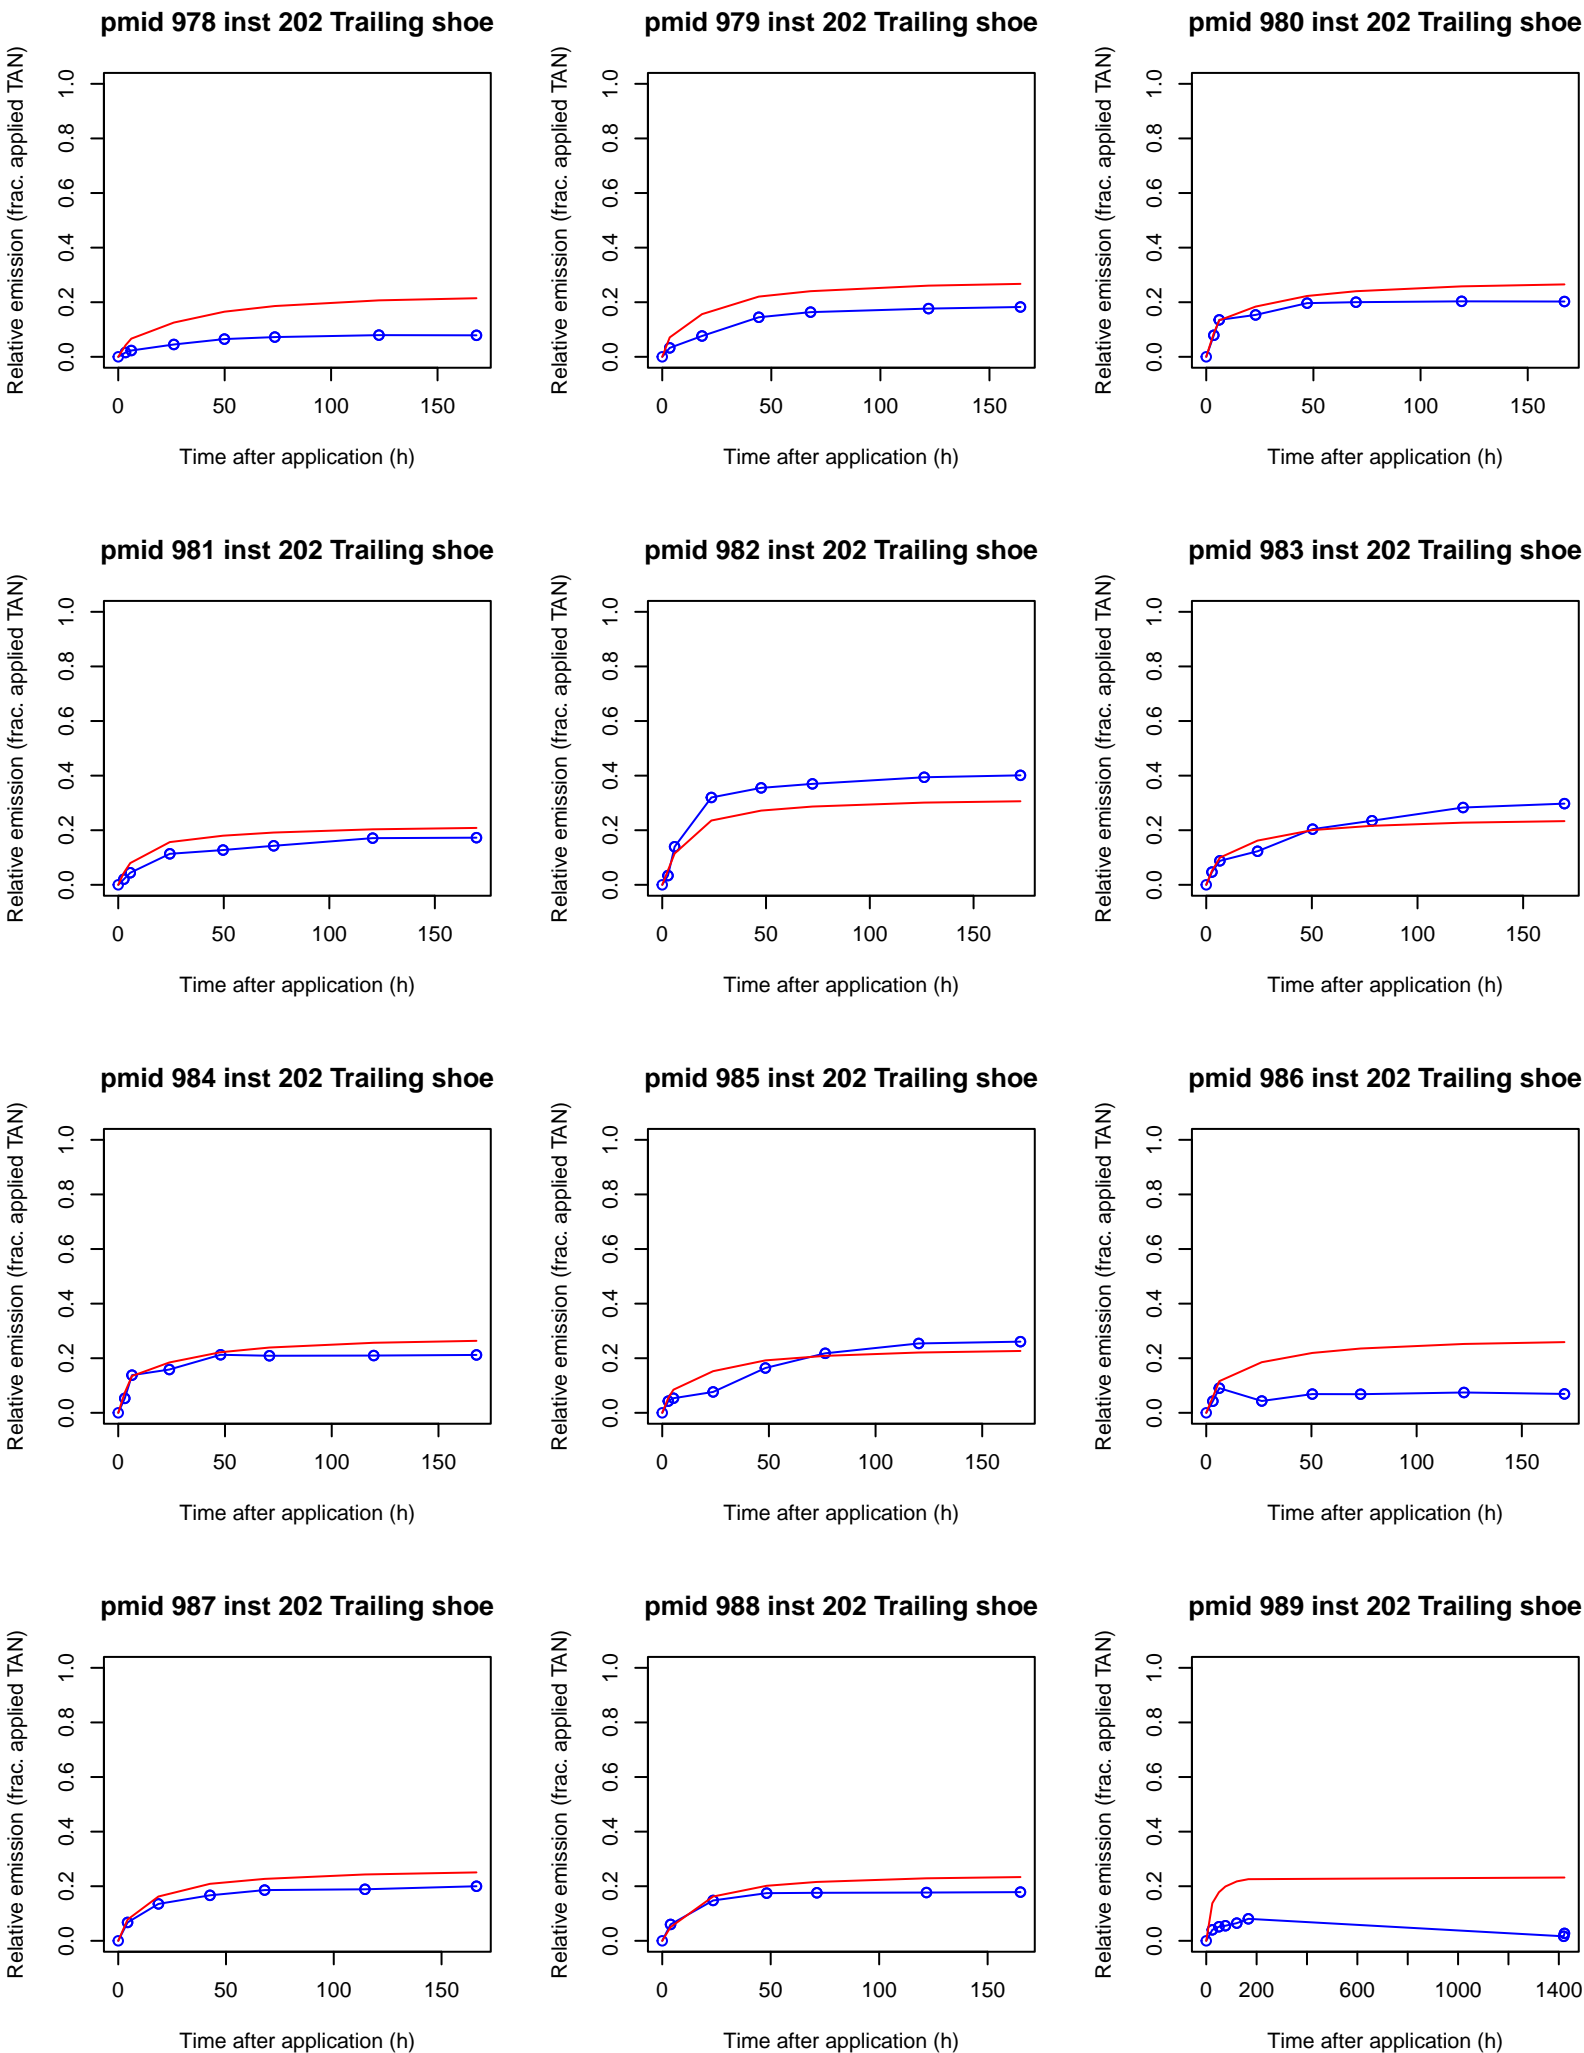 pmid 978 inst 202 Trailing shoe
Relative emission (frac. applied TAN)
1.0
0.8
0.6
0.4
0.2
0.0
0 50 100 150
Time after application (h)
pmid 979 inst 202 Trailing shoe
Relative emission (frac. applied TAN)
1.0
0.8
0.6
0.4
0.2
0.0
0 50 100 150
Time after application (h)
pmid 980 inst 202 Trailing shoe
Relative emission (frac. applied TAN)
1.0
0.8
0.6
0.4
0.2
0.0
0 50 100 150
Time after application (h)
pmid 981 inst 202 Trailing shoe
Relative emission (frac. applied TAN)
1.0
0.8
0.6
0.4
0.2
0.0
0 50 100 150
Time after application (h)
pmid 982 inst 202 Trailing shoe
Relative emission (frac. applied TAN)
1.0
0.8
0.6
0.4
0.2
0.0
0 50 100 150
Time after application (h)
pmid 983 inst 202 Trailing shoe
Relative emission (frac. applied TAN)
1.0
0.8
0.6
0.4
0.2
0.0
0 50 100 150
Time after application (h)
pmid 984 inst 202 Trailing shoe
Relative emission (frac. applied TAN)
1.0
0.8
0.6
0.4
0.2
0.0
0 50 100 150
Time after application (h)
pmid 985 inst 202 Trailing shoe
Relative emission (frac. applied TAN)
1.0
0.8
0.6
0.4
0.2
0.0
0 50 100 150
Time after application (h)
pmid 986 inst 202 Trailing shoe
Relative emission (frac. applied TAN)
1.0
0.8
0.6
0.4
0.2
0.0
0 50 100 150
Time after application (h)
pmid 987 inst 202 Trailing shoe
Relative emission (frac. applied TAN)
1.0
0.8
0.6
0.4
0.2
0.0
0 50 100 150
Time after application (h)
pmid 988 inst 202 Trailing shoe
Relative emission (frac. applied TAN)
1.0
0.8
0.6
0.4
0.2
0.0
0 50 100 150
Time after application (h)
pmid 989 inst 202 Trailing shoe
Relative emission (frac. applied TAN)
1.0
0.8
0.6
0.4
0.2
0.0
0 200 600 1000 1400
Time after application (h)